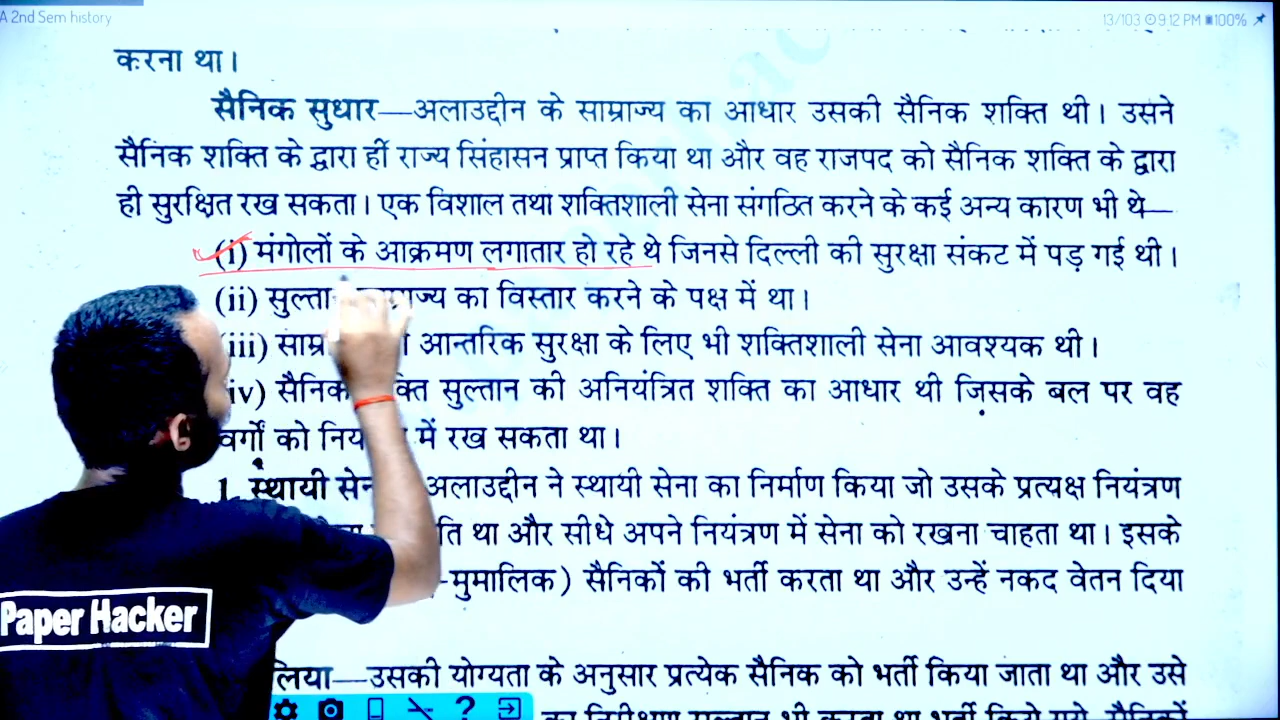 A 2nd Sem history
13/103 9:12 PM 100%
करना था।
सैनिक सुधार—अलाउद्दीन के साम्राज्य का आधार उसकी सैनिक शक्ति थी। उसने
सैनिक शक्ति के द्वारा ही राज्य सिंहासन प्राप्त किया था और वह राजपद को सैनिक शक्ति के द्वारा
ही सुरक्षित रख सकता। एक विशाल तथा शक्तिशाली सेना संगठित करने के कई अन्य कारण भी थे—
(i) मंगोलों के आक्रमण लगातार हो रहे थे जिनसे दिल्ली की सुरक्षा संकट में पड़ गई थी।
(ii) का विस्तार करने के पक्ष में था।
(iii) आन्तरिक सुरक्षा के लिए भी शक्तिशाली सेना आवश्यक थी।
iv) सैनिक सुल्तान की अनियंत्रित शक्ति का आधार थी जिसके बल पर वह
वर्गों को में रख सकता था।
1. स्थायी अलाउद्दीन ने स्थायी सेना का निर्माण किया जो उसके प्रत्यक्ष नियंत्रण
था और सीधे अपने नियंत्रण में सेना को रखना चाहता था। इसके
-मुमालिक) सैनिकों की भर्ती करता था और उन्हें नकद वेतन दिया
Paper Hacker
लिया—उसकी योग्यता के अनुसार प्रत्येक सैनिक को भर्ती किया जाता था और उसे